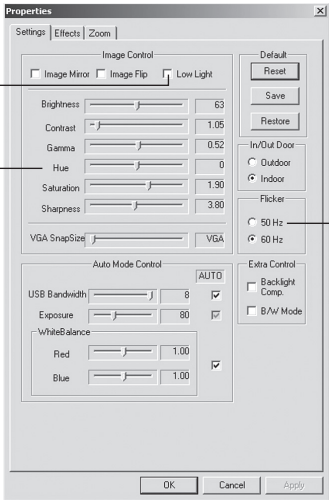 Properties
Settings Effects Zoom
Image Control
Image Mirror Image Flip Low Light
Brightness 63
Contrast 1.05
Gamma 0.52
Hue 0
Saturation 1.90
Sharpness 3.80
VGA SnapSize VGA
Default
Reset
Save
Restore
In/Out Door
Outdoor
Indoor
Flicker
50 Hz
60 Hz
Auto Mode Control
AUTO
USB Bandwidth 8
Exposure 80
WhiteBalance
Red 1.00
Blue 1.00
Extra Control
Backlight
Comp.
B/W Mode
OK Cancel Apply